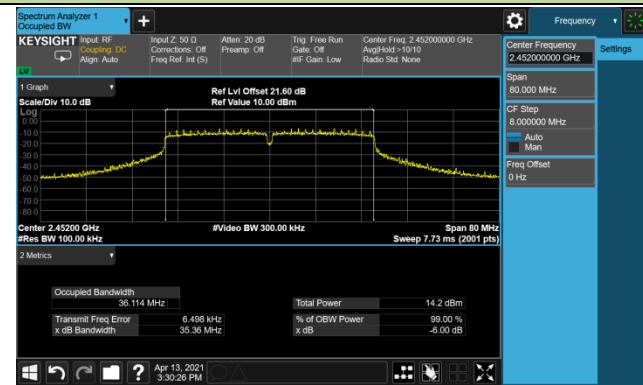 Spectrum Analyzer 1
Occupied BW
+
Frequency
KEYSIGHT
Input: RF
Coupling: DC
Align: Auto
Input Z: 50 Ω
Corrections: Off
Freq Ref: Int (S)
Atten: 20 dB
Preamp: Off
Trig: Free Run
Gate: Off
#IF Gain: Low
Center Freq: 2.452000000 GHz
Avg|Hold:>10/10
Radio Std: None
Center Frequency
2.452000000 GHz
Settings
Span
80.000 MHz
CF Step
8.000000 MHz
Auto
Man
Freq Offset
0 Hz
1 Graph
Scale/Div 10.0 dB
Ref Lvl Offset 21.60 dB
Ref Value 10.00 dBm
Log
0.00
-10.0
-20.0
-30.0
-40.0
-50.0
-60.0
-70.0
-80.0
Center 2.45200 GHz
#Video BW 300.00 kHz
Span 80 MHz
#Res BW 100.00 kHz
Sweep 7.73 ms (2001 pts)
2 Metrics
Occupied Bandwidth
36.114 MHz
Total Power 14.2 dBm
Transmit Freq Error 6.498 kHz
% of OBW Power 99.00 %
x dB Bandwidth 35.36 MHz
x dB -6.00 dB
?
Apr 13, 2021
3:30:26 PM